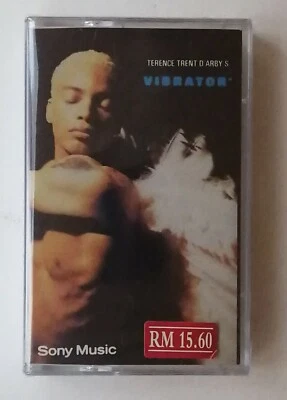 TERENCE TRENT D'ARBY'S
VIBRATOR*
Sony Music
RM 15.60